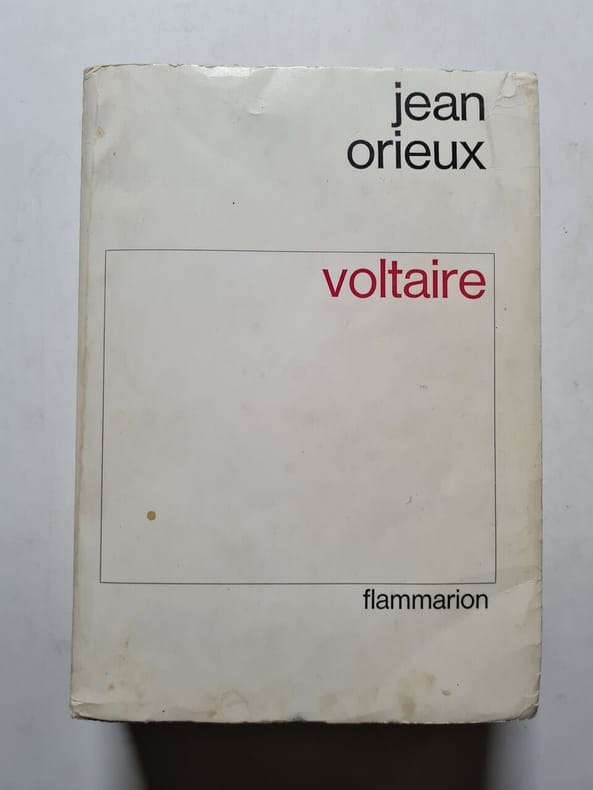 jean
orieux
voltaire
flammarion